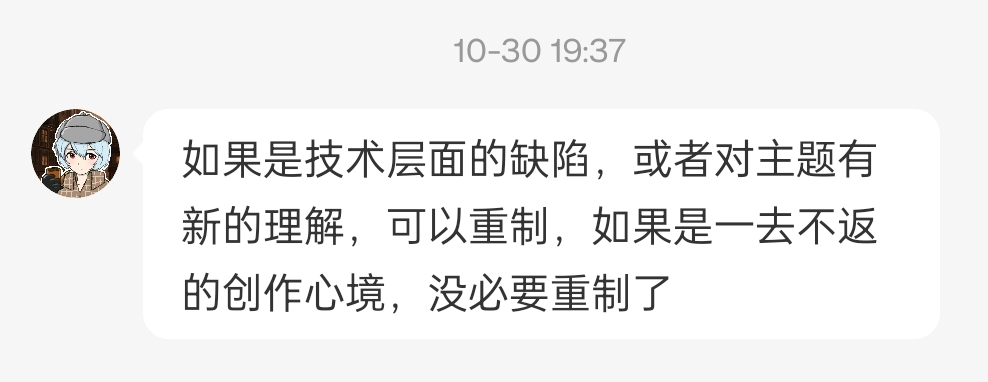 10-30 19:37
如果是技术层面的缺陷，或者对主题有
新的理解，可以重制，如果是一去不返
的创作心境，没必要重制了